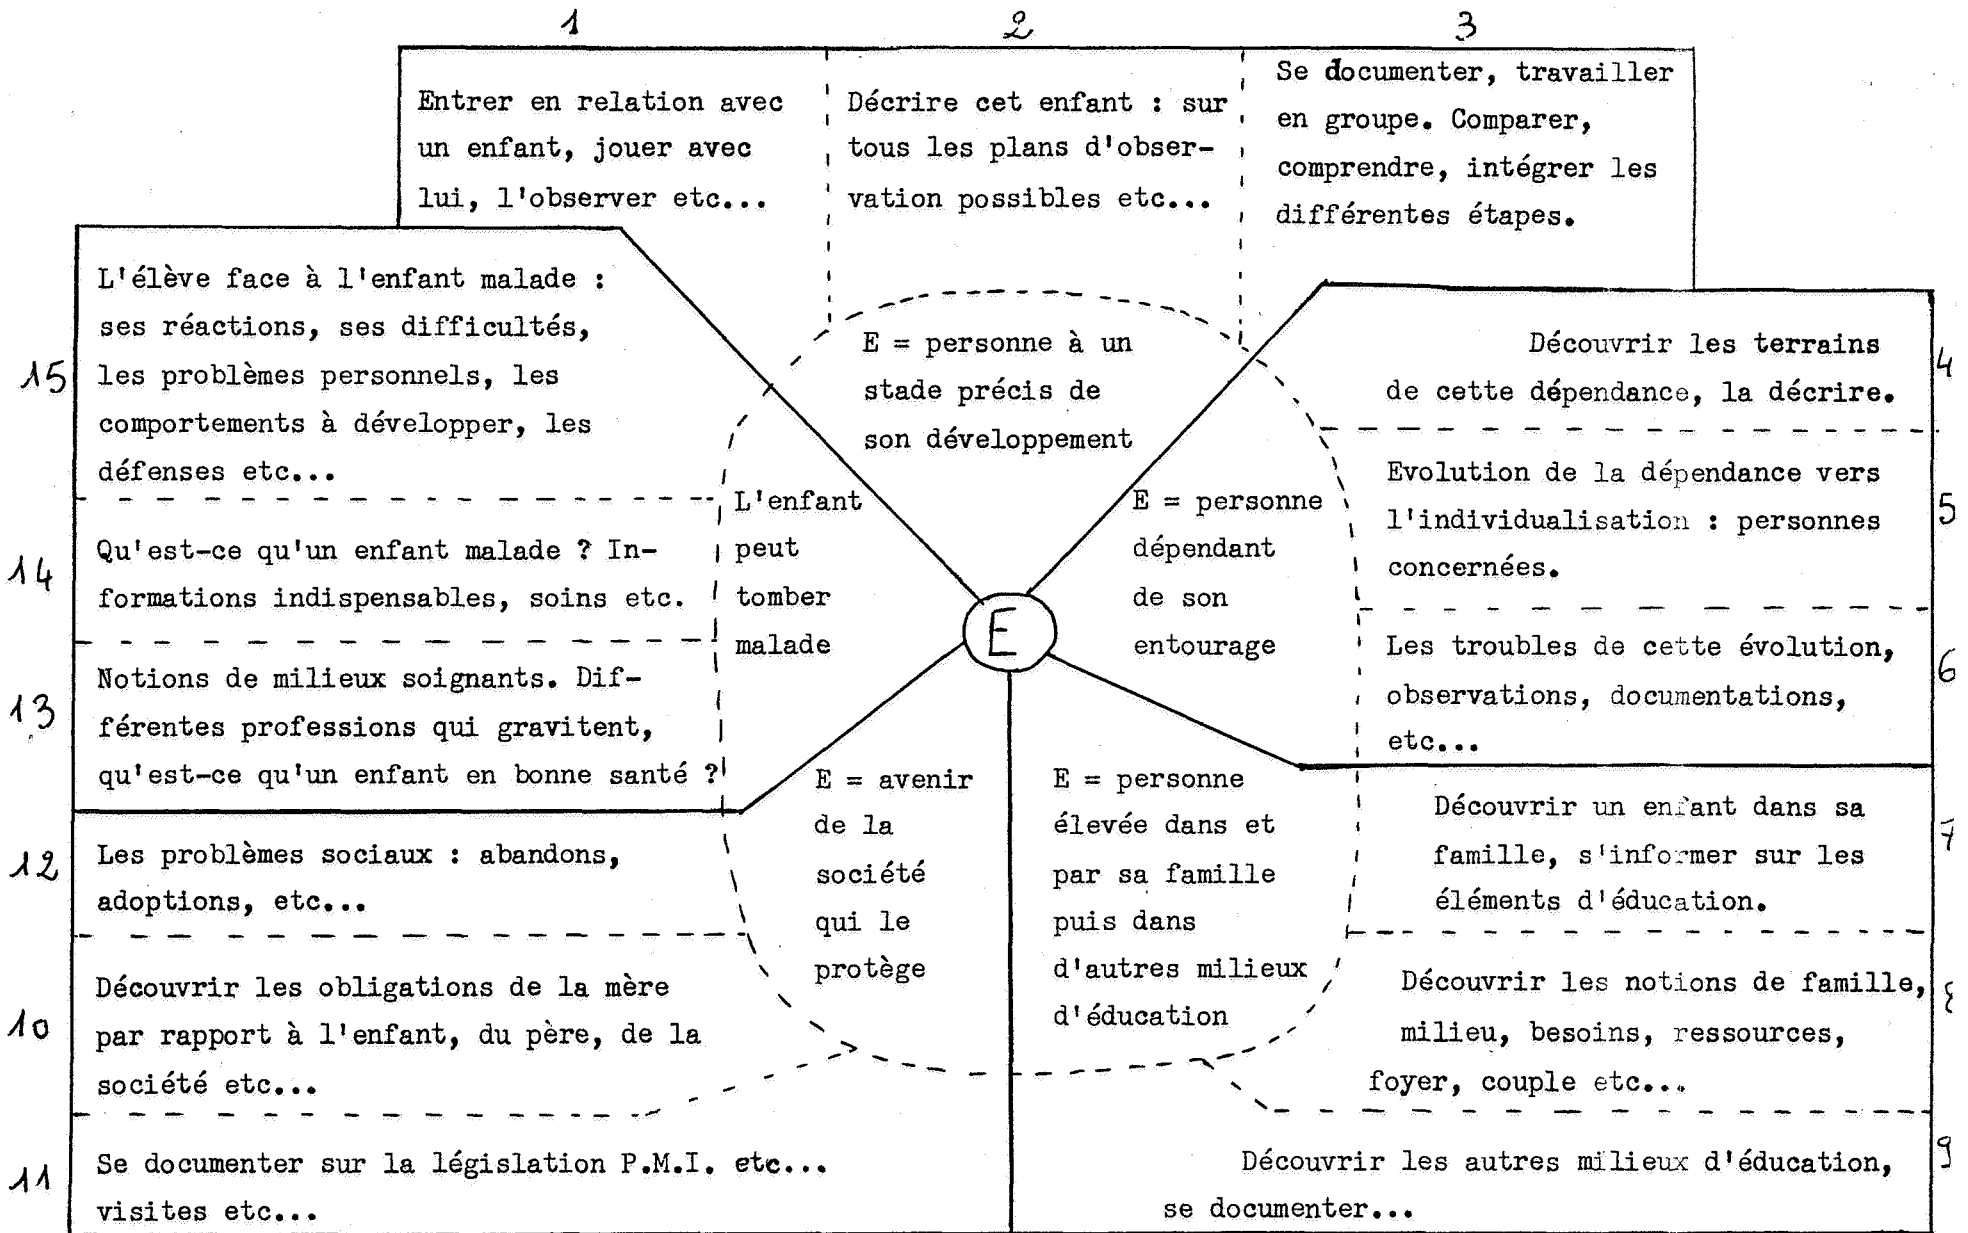 1
2
3
Entrer en relation avec
un enfant, jouer avec
lui, l'observer etc...
Décrire cet enfant : sur
tous les plans d'obser-
vation possibles etc...
Se documenter, travailler
en groupe. Comparer,
comprendre, intégrer les
différentes étapes.
15
L'élève face à l'enfant malade :
ses réactions, ses difficultés,
les problèmes personnels, les
comportements à développer, les
défenses etc...
E = personne à un
stade précis de
son développement
Découvrir les terrains
de cette dépendance, la décrire.
4
Evolution de la dépendance vers
l'individualisation : personnes
concernées.
5
14
Qu'est-ce qu'un enfant malade ? In-
formations indispensables, soins etc.
L'enfant
peut
tomber
malade
E
E = personne
dépendant
de son
entourage
Les troubles de cette évolution,
observations, documentations,
etc...
6
13
Notions de milieux soignants. Dif-
férentes professions qui gravitent,
qu'est-ce qu'un enfant en bonne santé ?
E = avenir
de la
société
qui le
protège
E = personne
élevée dans et
par sa famille
puis dans
d'autres milieux
d'éducation
Découvrir un enfant dans sa
famille, s'informer sur les
éléments d'éducation.
7
12
Les problèmes sociaux : abandons,
adoptions, etc...
10
Découvrir les obligations de la mère
par rapport à l'enfant, du père, de la
société etc...
Découvrir les notions de famille,
milieu, besoins, ressources,
foyer, couple etc...
8
11
Se documenter sur la législation P.M.I. etc...
visites etc...
Découvrir les autres milieux d'éducation,
se documenter...
9